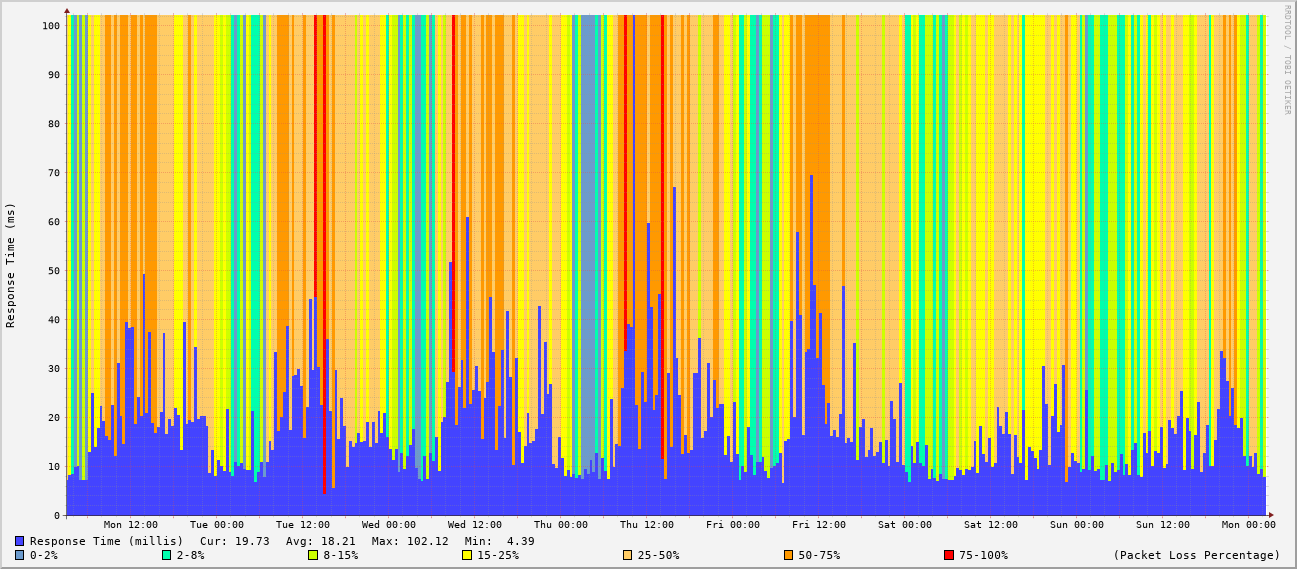 RRDTOOL / TOBI OETIKER
Response Time (ms)
100
90
80
70
60
50
40
30
20
10
0
Mon 12:00 Tue 00:00 Tue 12:00 Wed 00:00 Wed 12:00 Thu 00:00 Thu 12:00 Fri 00:00 Fri 12:00 Sat 00:00 Sat 12:00 Sun 00:00 Sun 12:00 Mon 00:00
Response Time (millis) Cur: 19.73 Avg: 18.21 Max: 102.12 Min: 4.39
0-2% 2-8% 8-15% 15-25% 25-50% 50-75% 75-100% (Packet Loss Percentage)